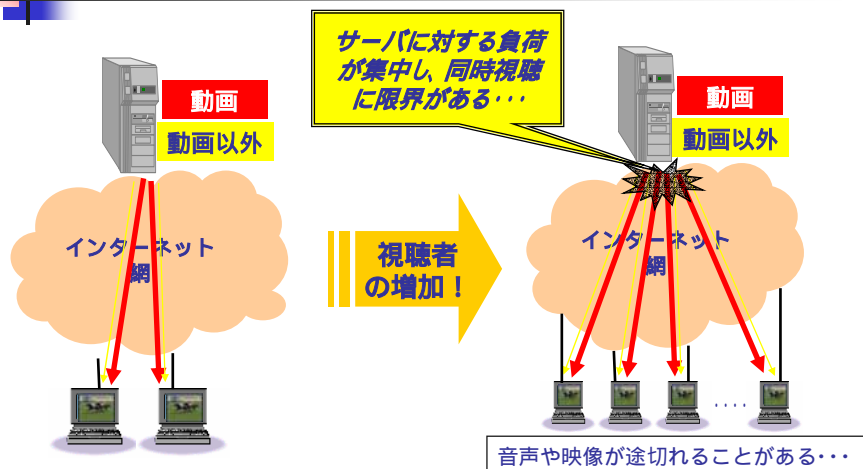 サーバに対する負荷
が集中し、同時視聴
に限界がある･･･
動画
動画以外
インターネット
網
視聴者
の増加！
動画
動画以外
インターネット
網
････
音声や映像が途切れることがある･･･